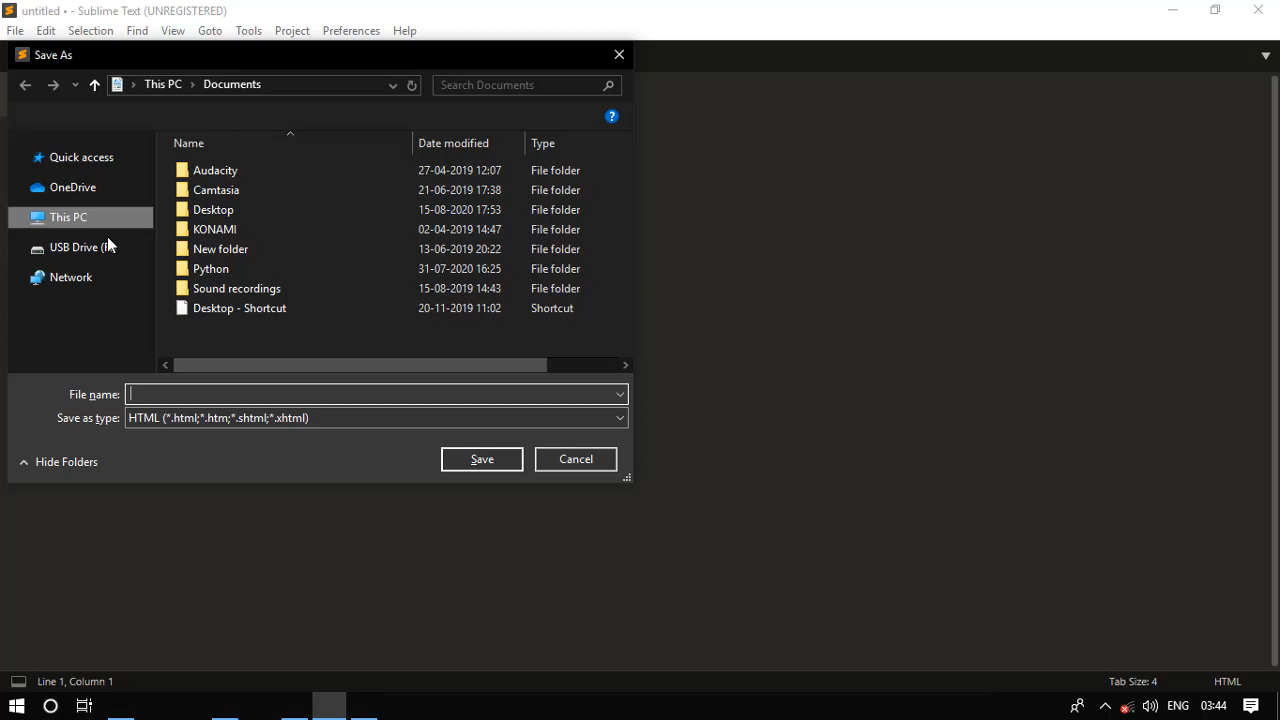 untitled • - Sublime Text (UNREGISTERED)
File Edit Selection Find View Goto Tools Project Preferences Help
Save As
This PC > Documents
Search Documents
Name Date modified Type
Quick access
OneDrive
This PC
USB Drive
Network
Audacity 27-04-2019 12:07 File folder
Camtasia 21-06-2019 17:38 File folder
Desktop 15-08-2020 17:53 File folder
KONAMI 02-04-2019 14:47 File folder
New folder 13-06-2019 20:22 File folder
Python 31-07-2020 16:25 File folder
Sound recordings 15-08-2019 14:43 File folder
Desktop - Shortcut 20-11-2019 11:02 Shortcut
File name:
Save as type: HTML (*.html;*.htm;*.shtml;*.xhtml)
Hide Folders
Save Cancel
Line 1, Column 1 Tab Size: 4 HTML
ENG 03:44